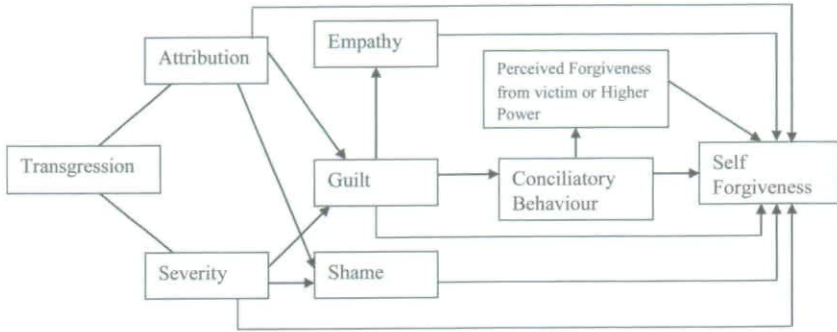 Empathy
Attribution
Perceived Forgiveness
from victim or Higher
Power
Transgression
Guilt
Conciliatory
Behaviour
Self
Forgiveness
Severity
Shame